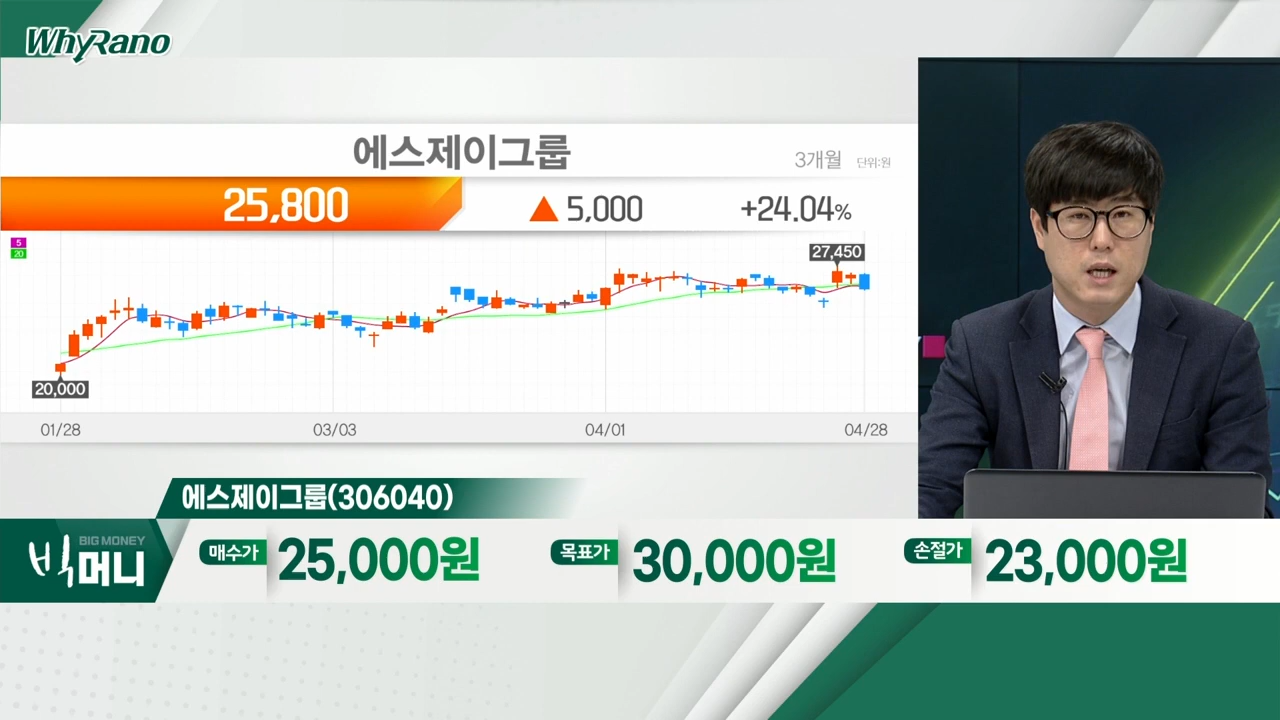 WhyRano
에스제이그룹
3개월 단위:원
25,800 ▲ 5,000 +24.04%
5
20
27,450
20,000
01/28 03/03 04/01 04/28
에스제이그룹(306040)
BIG MONEY
빅머니
매수가 25,000원 목표가 30,000원 손절가 23,000원